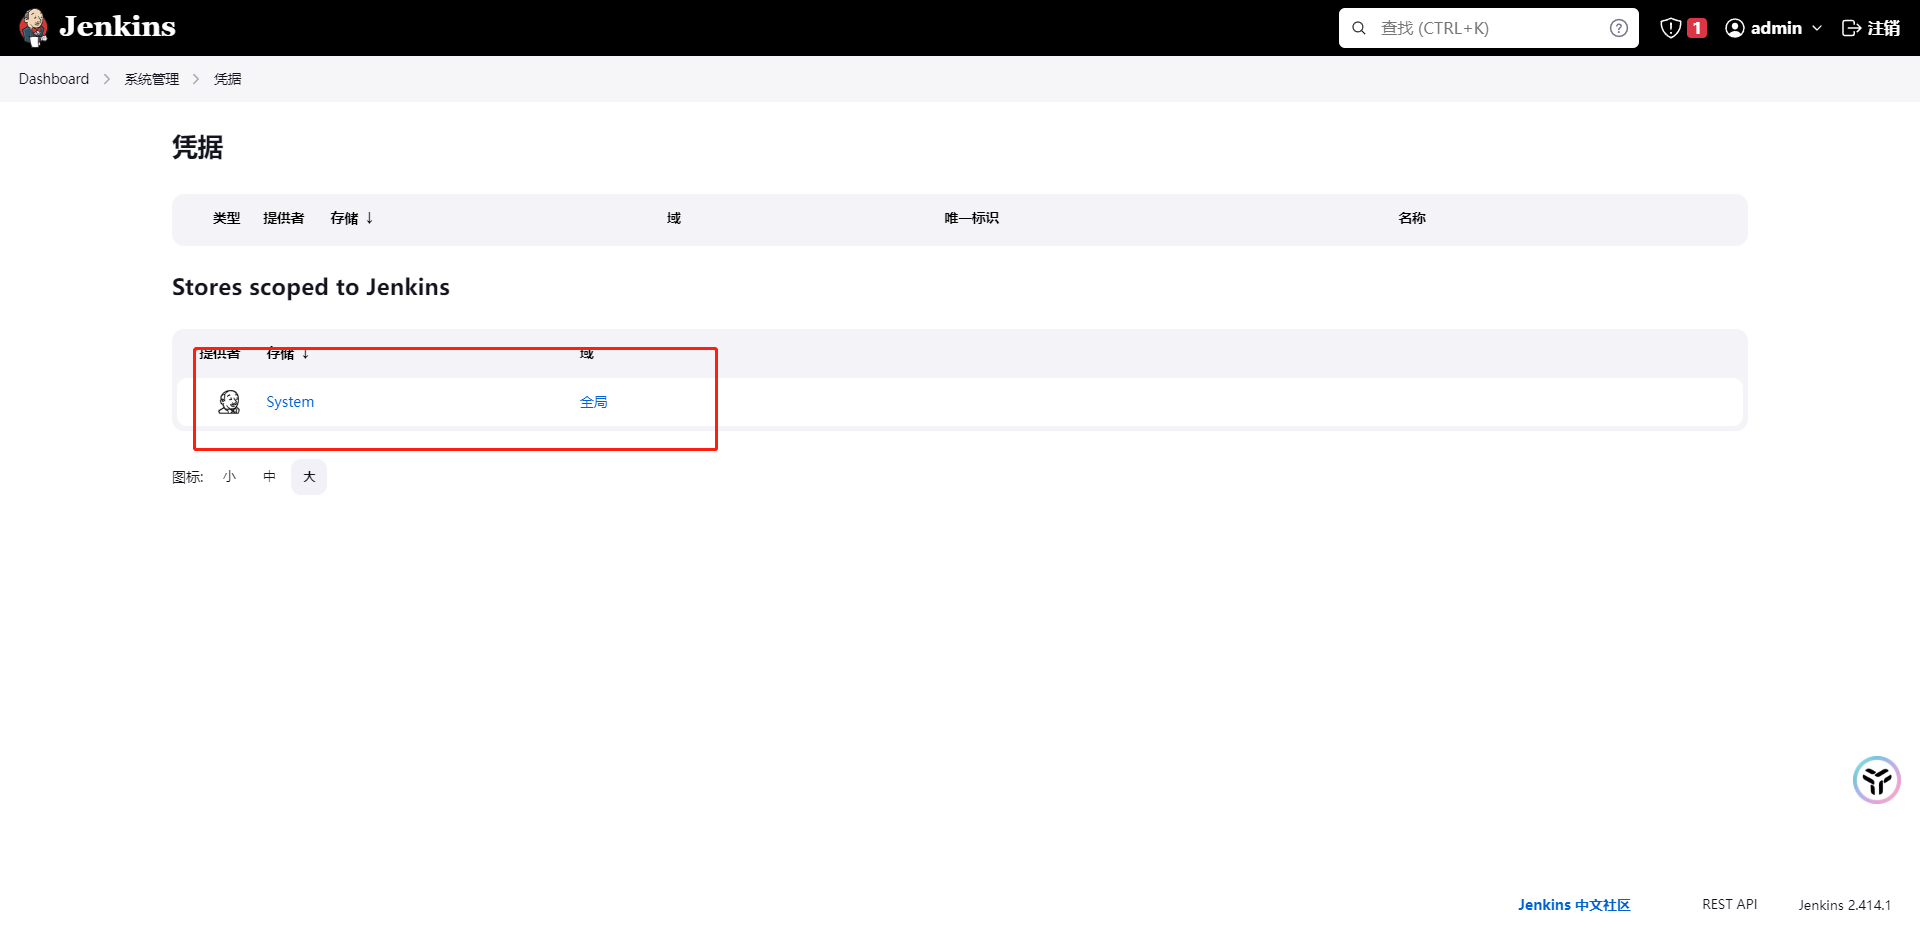 Jenkins
查找 (CTRL+K)
1
admin
注销
Dashboard
系统管理
凭据
凭据
类型 提供者 存储 ↓ 域 唯一标识 名称
Stores scoped to Jenkins
提供者 存储 ↓ 域
System 全局
图标: 小 中 大
Jenkins 中文社区 REST API Jenkins 2.414.1